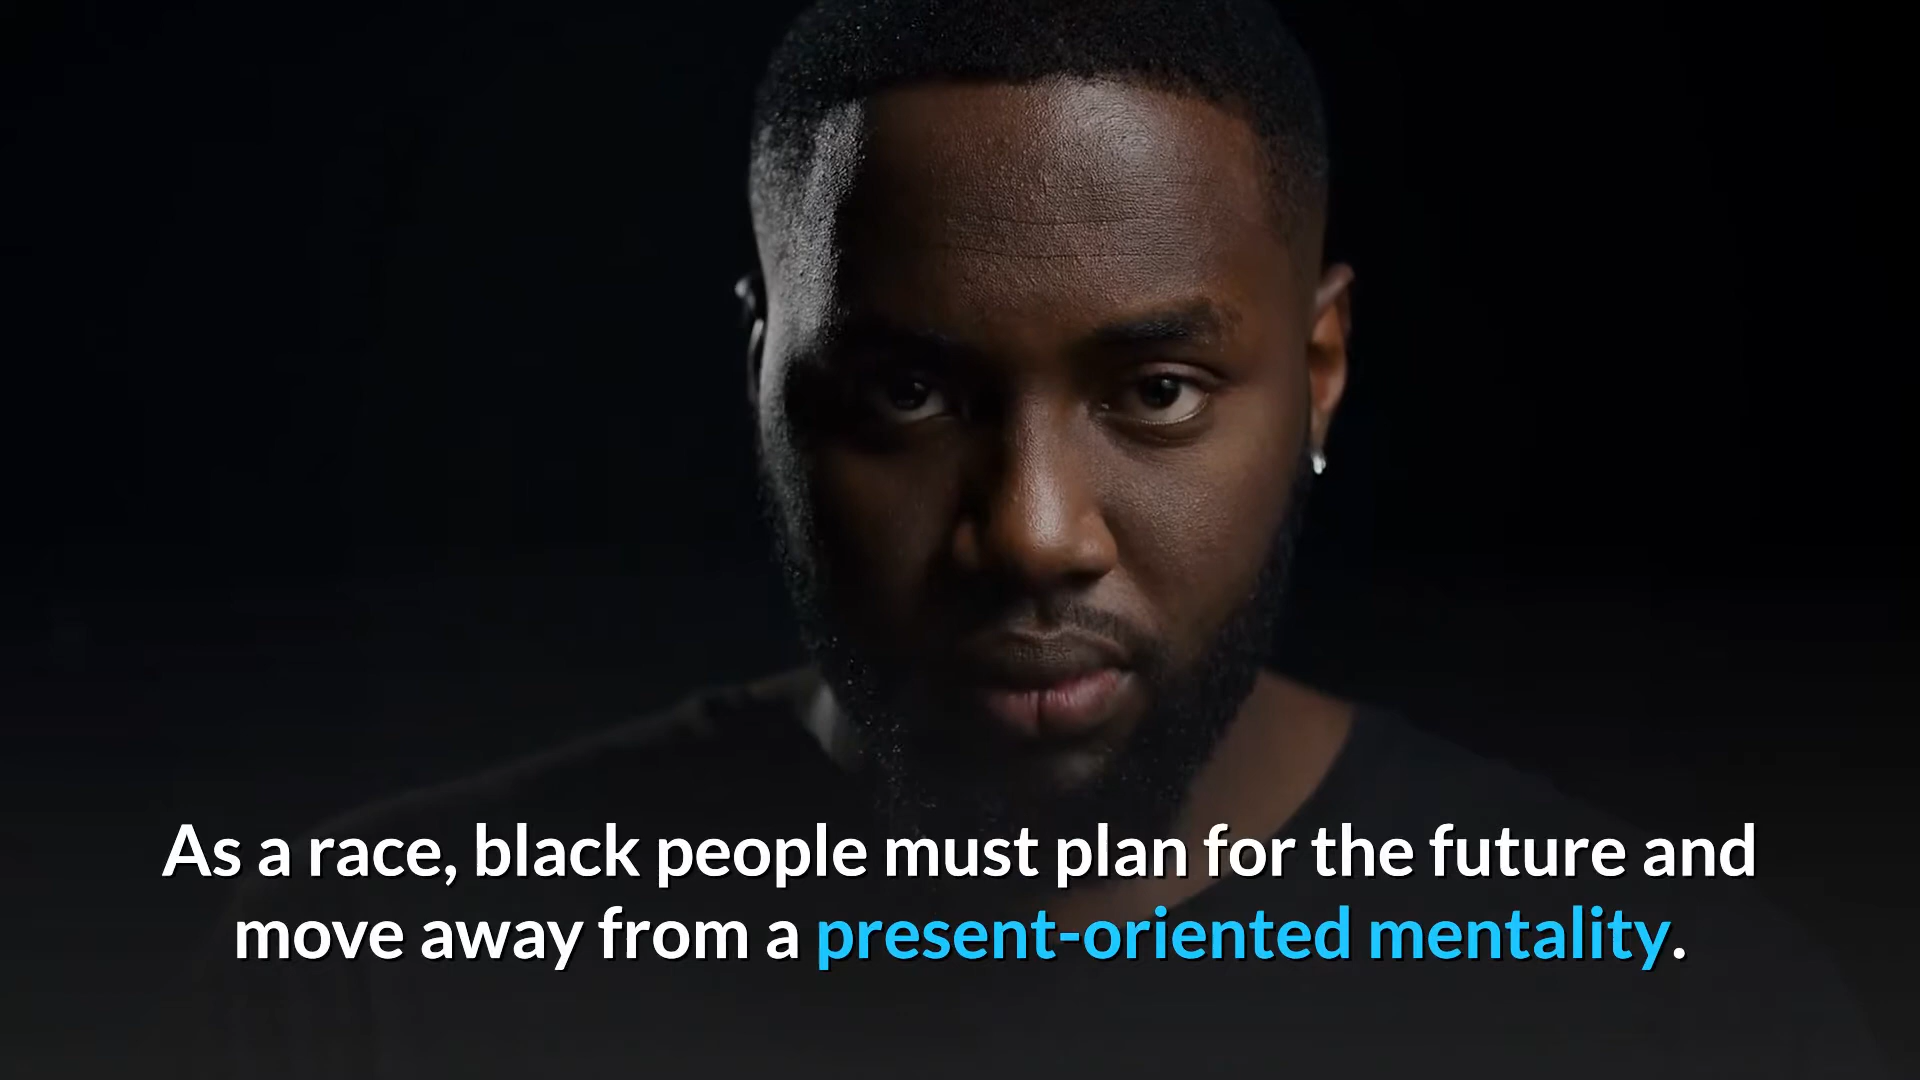 As a race, black people must plan for the future and
move away from a present-oriented mentality.